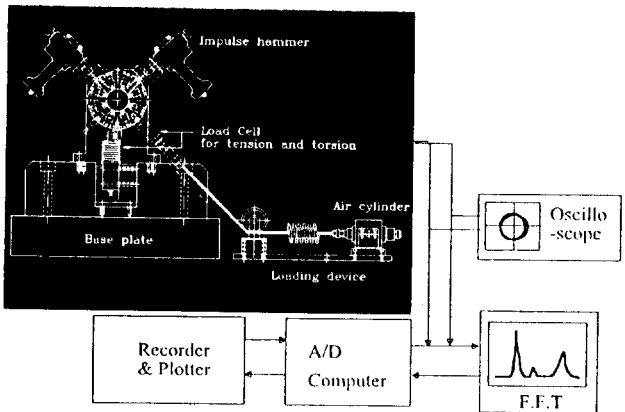 Impulse hammer
Load Cell
for tension and torsion
Air cylinder
Base plate
Loading device
Oscillo
-scope
Recorder
& Plotter
A/D
Computer
F.F.T